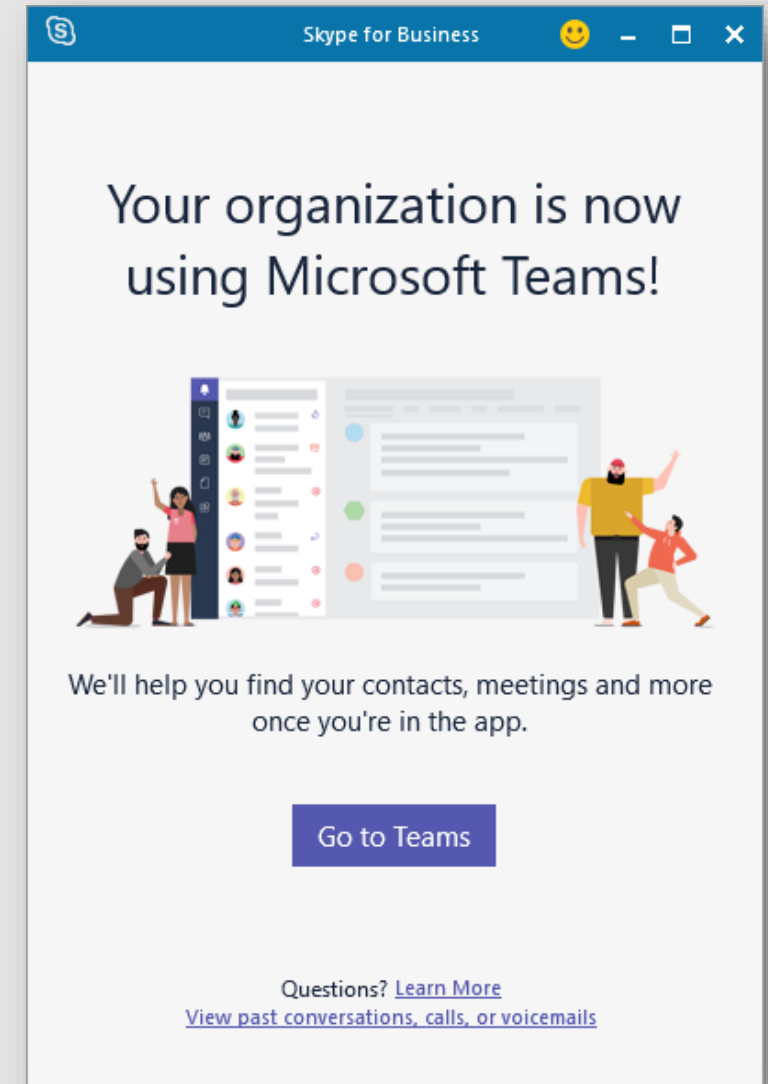 Skype for Business
Your organization is now
using Microsoft Teams!
We'll help you find your contacts, meetings and more
once you're in the app.
Go to Teams
Questions? Learn More
View past conversations, calls, or voicemails